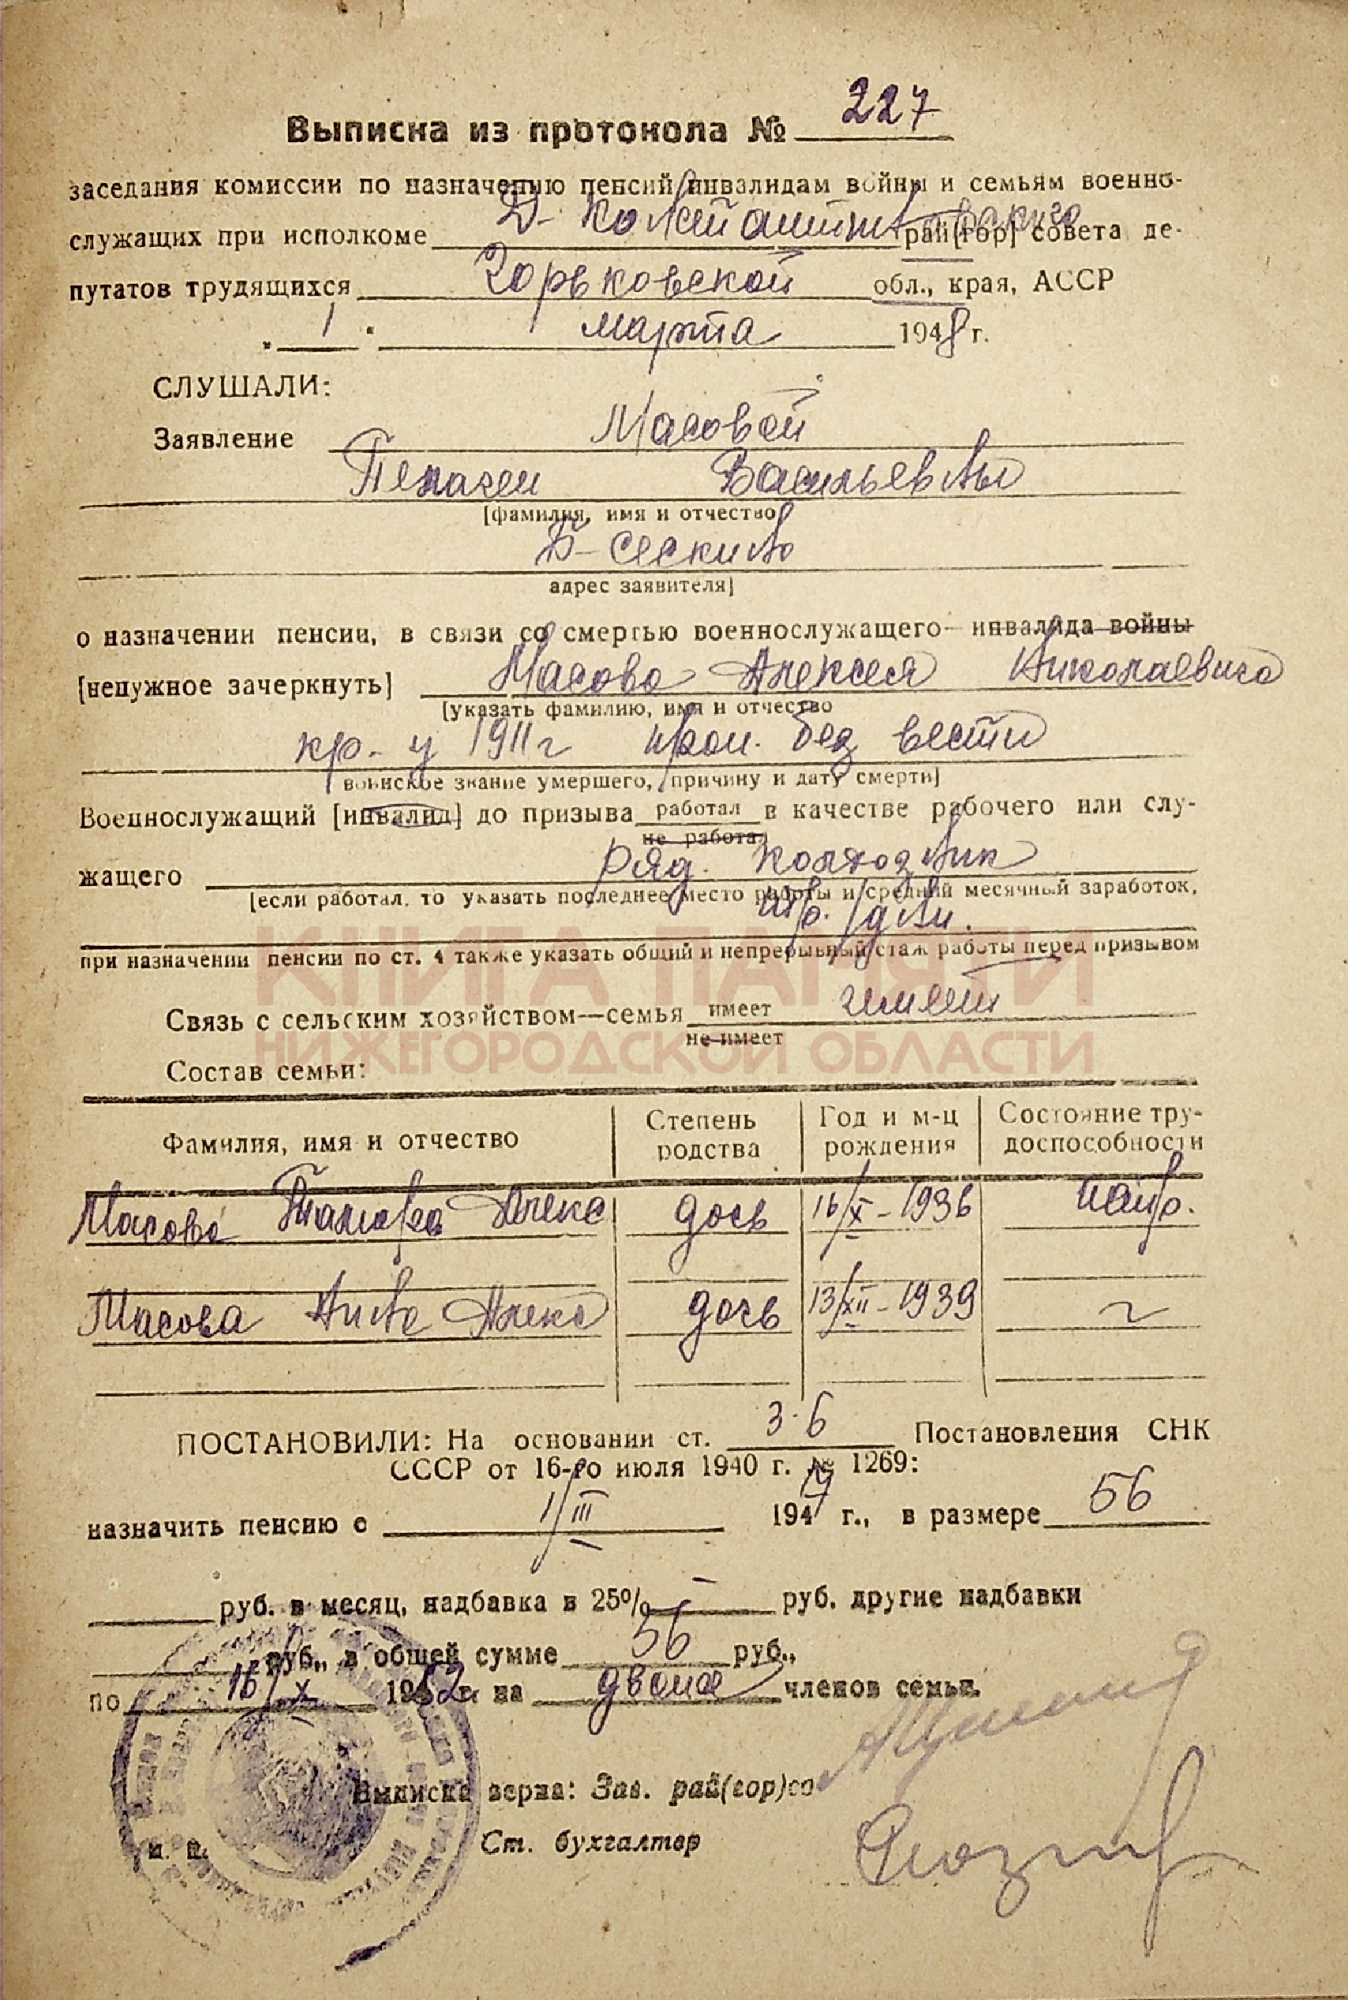 Выписка из протокола № 227
заседания комиссии по назначению пенсий инвалидам войны и семьям военно-
служащих при исполкоме Д-Константиновского рай[гор] совета де-
путатов трудящихся Горьковской обл., края, АССР
„ 1 " марта 1948 г.
СЛУШАЛИ:
Заявление Масовой
Пелагеи Васильевны
[фамилия, имя и отчество
Б-Сескино
адрес заявителя]
о назначении пенсии, в связи со смертью военнослужащего- инвалида войны
[ненужное зачеркнуть] Масова Алексея Николаевича
[указать фамилию, имя и отчество
кр-ц 1911 г проп. без вести
воинское звание умершего, причину и дату смерти]
Военнослужащий [инвалид] до призыва работал в качестве рабочего или слу-
не работал
жащего ряд. колхозник
[если работал, то указать последнее место работы и средний месячный заработок,
при назначении пенсии по ст. 4 также указать общий и непрерывный стаж работы перед призывом
КНИГА ПАМЯТИ
Связь с сельским хозяйством—семья имеет имеет
не имеет
НИЖЕГОРОДСКОЙ ОБЛАСТИ
Состав семьи:
Фамилия, имя и отчество Степень родства Год и м-ц рождения Состояние тру-доспособности
Масова Тамара Алекс дочь 16/X-1936
Масова Нина Алекс дочь 13/XII-1939 "
ПОСТАНОВИЛИ: На основании ст. 3-6 Постановления СНК
СССР от 16-го июля 1940 г. № 1269:
назначить пенсию с 1/III 1947 г., в размере 56
руб. в месяц, надбавка в 25% – руб. другие надбавки
руб., в общей сумме 56 руб.,
по 16/X 1952 г. на двоих членов семьи.
Выписка верна: Зав. рай(гор)со
м. п. Ст. бухгалтер